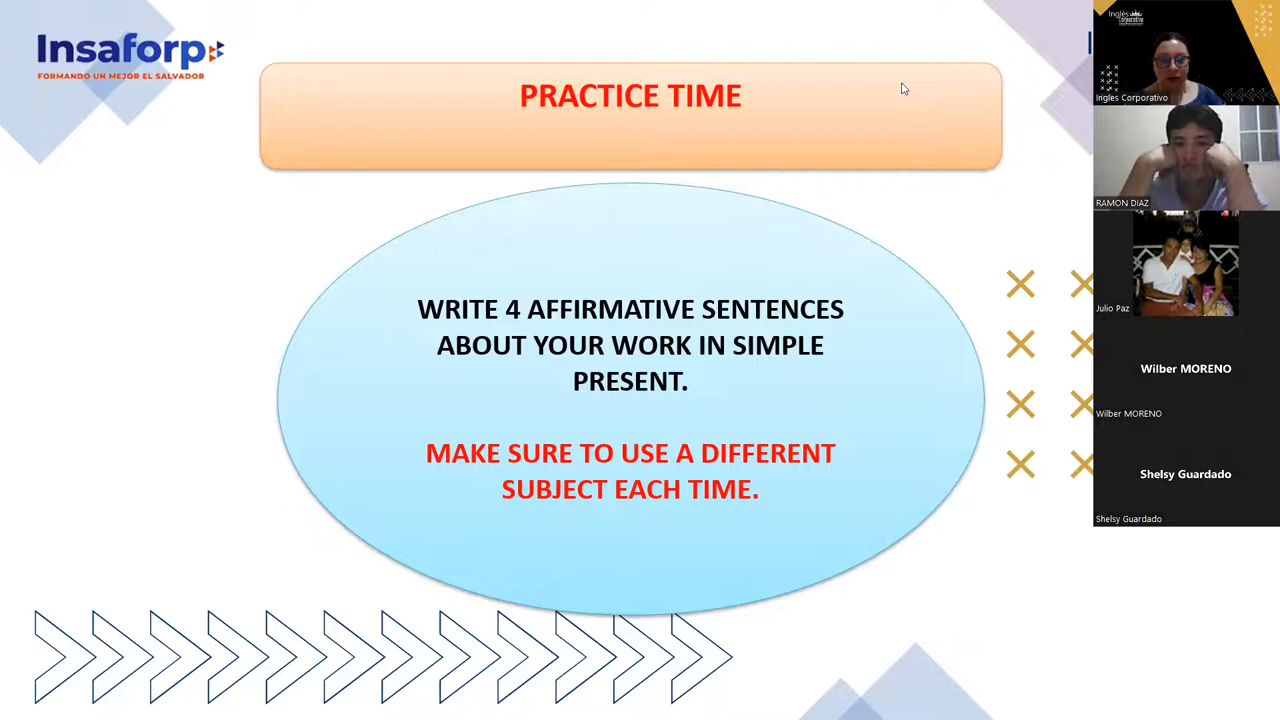 Insaforp
FORMANDO UN MEJOR EL SALVADOR
PRACTICE TIME
WRITE 4 AFFIRMATIVE SENTENCES
ABOUT YOUR WORK IN SIMPLE
PRESENT.
MAKE SURE TO USE A DIFFERENT
SUBJECT EACH TIME.
Inglés
Corporativo
Ingles Corporativo
RAMON DIAZ
Julio Paz
Wilber MORENO
Wilber MORENO
Shelsy Guardado
Shelsy Guardado